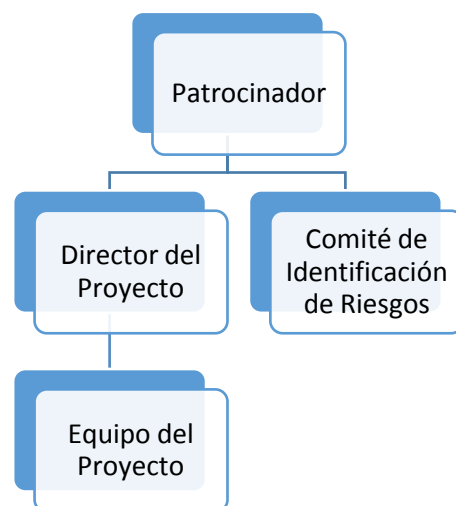 Patrocinador
Director del
Proyecto
Comité de
Identificación
de Riesgos
Equipo del
Proyecto